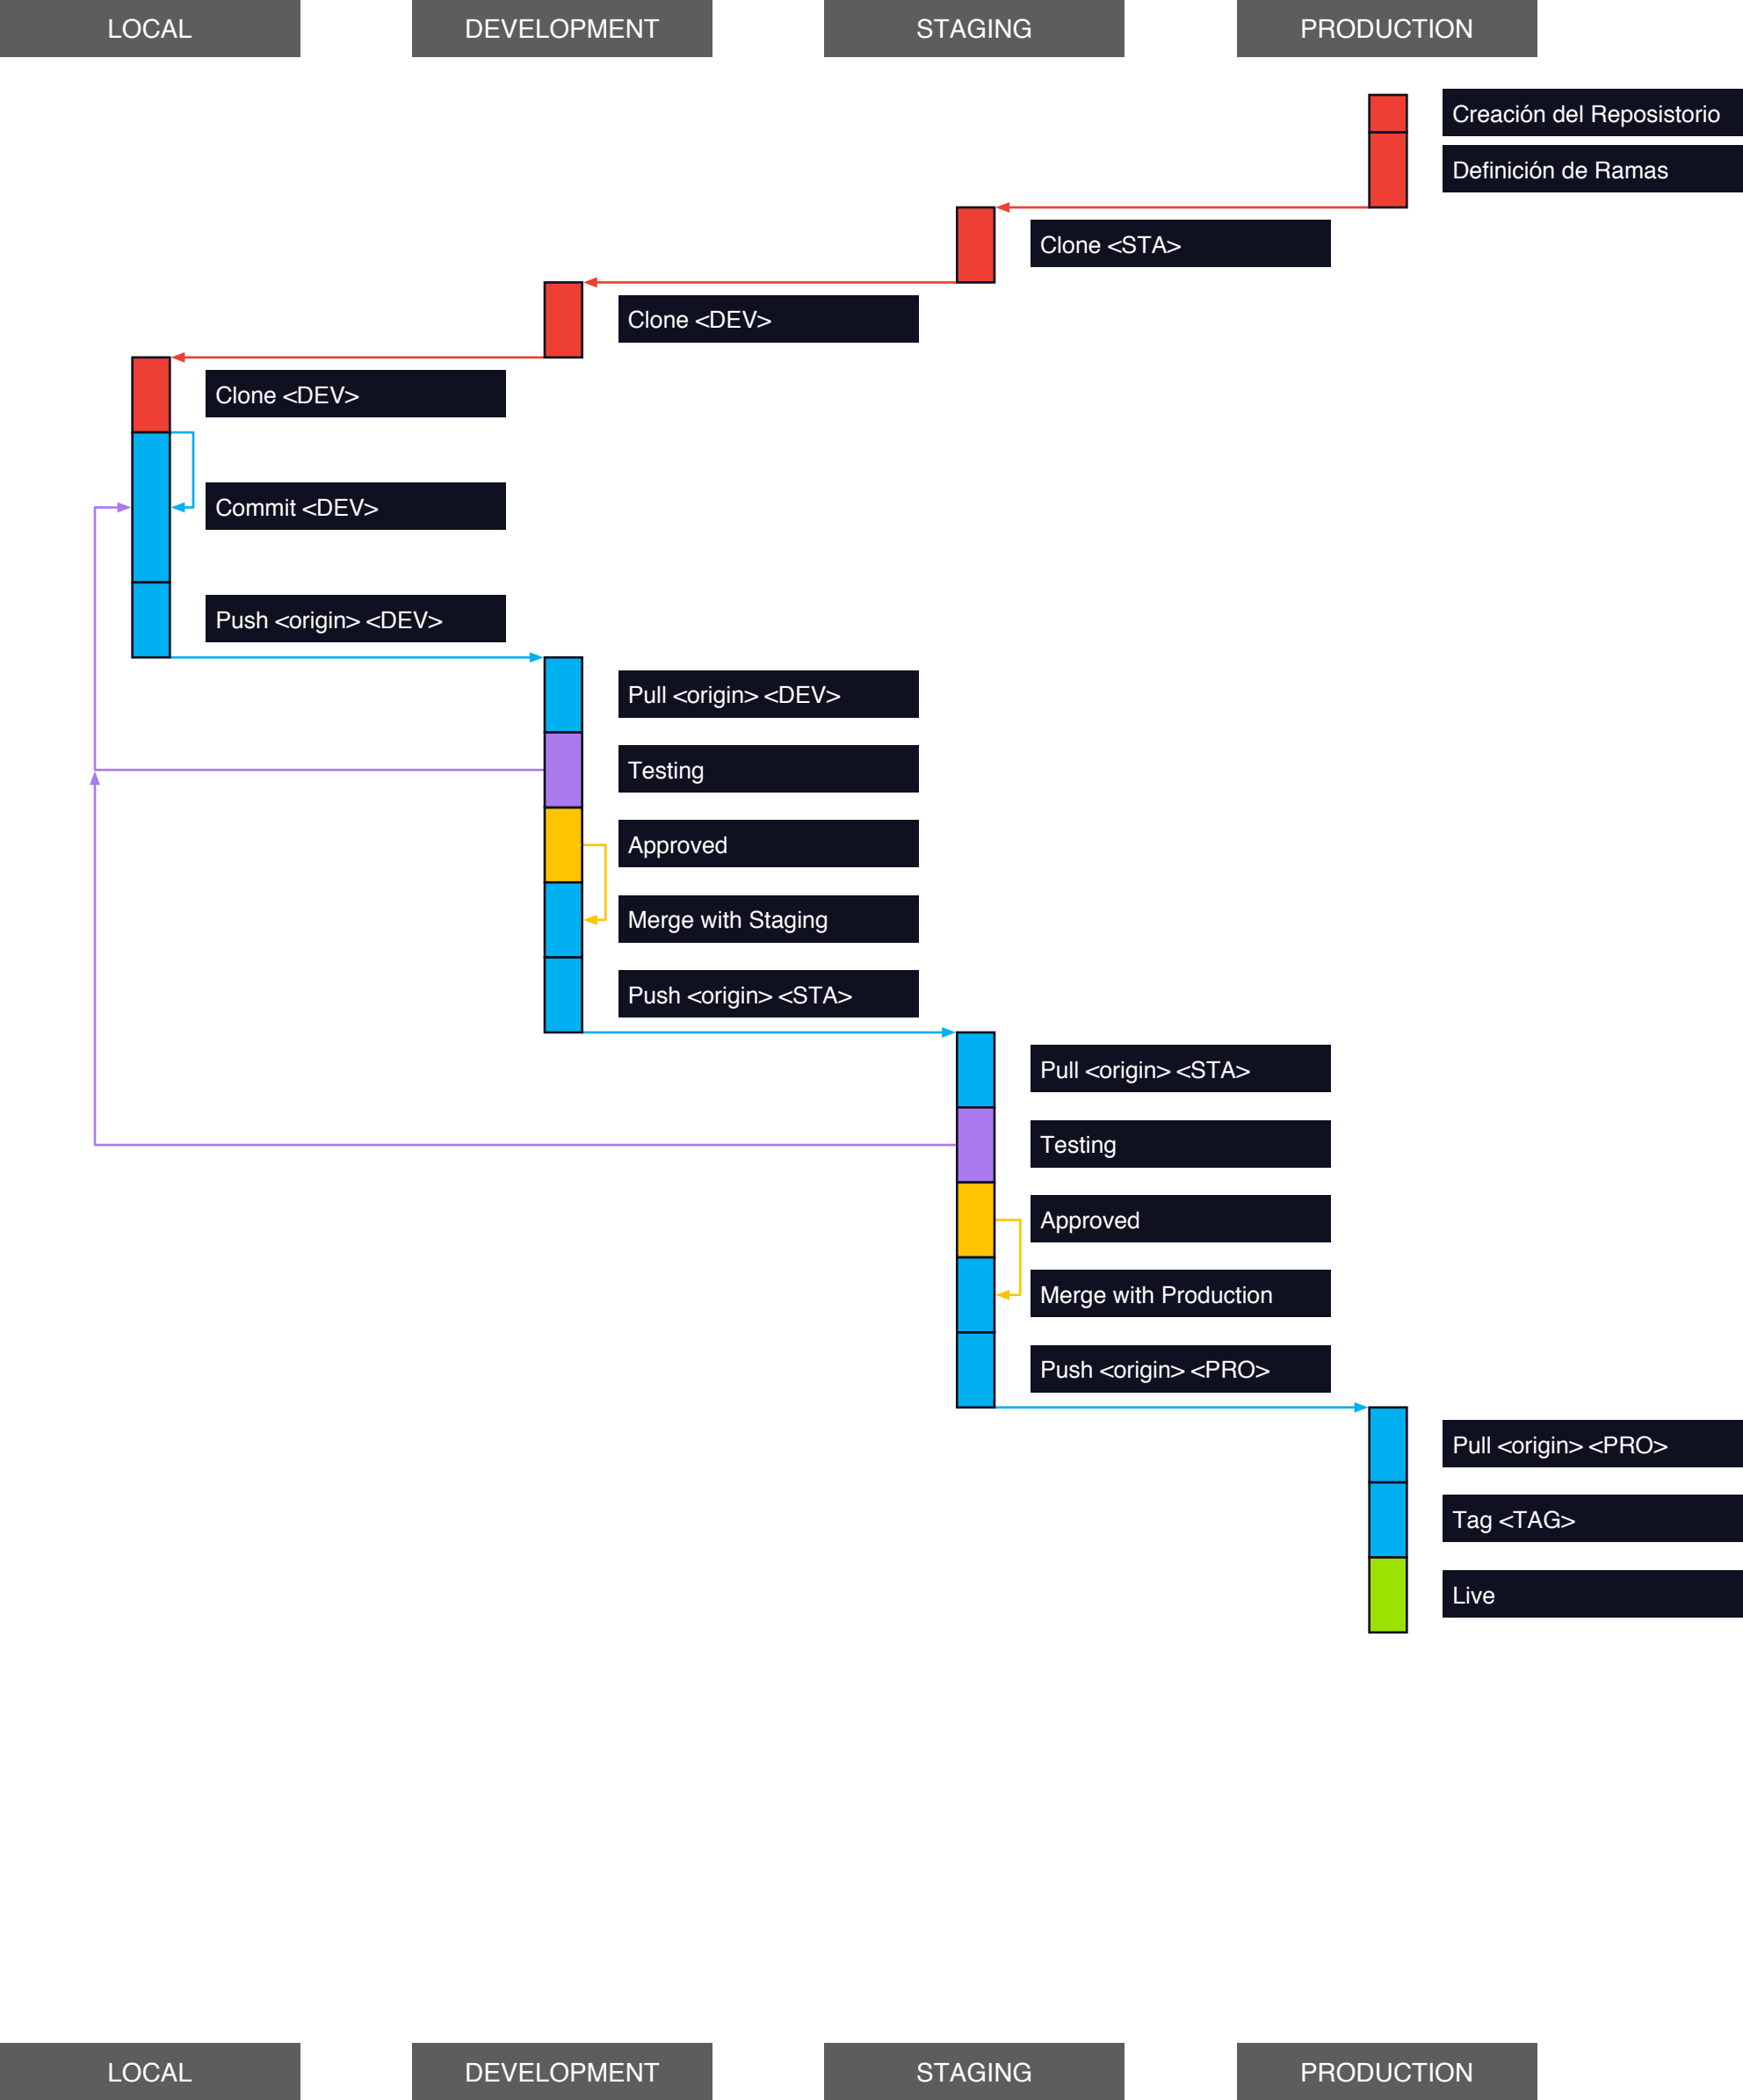 LOCAL
DEVELOPMENT
STAGING
PRODUCTION
Creación del Reposistorio
Definición de Ramas
Clone <STA>
Clone <DEV>
Clone <DEV>
Commit <DEV>
Push <origin> <DEV>
Pull <origin> <DEV>
Testing
Approved
Merge with Staging
Push <origin> <STA>
Pull <origin> <STA>
Testing
Approved
Merge with Production
Push <origin> <PRO>
Pull <origin> <PRO>
Tag <TAG>
Live
LOCAL
DEVELOPMENT
STAGING
PRODUCTION